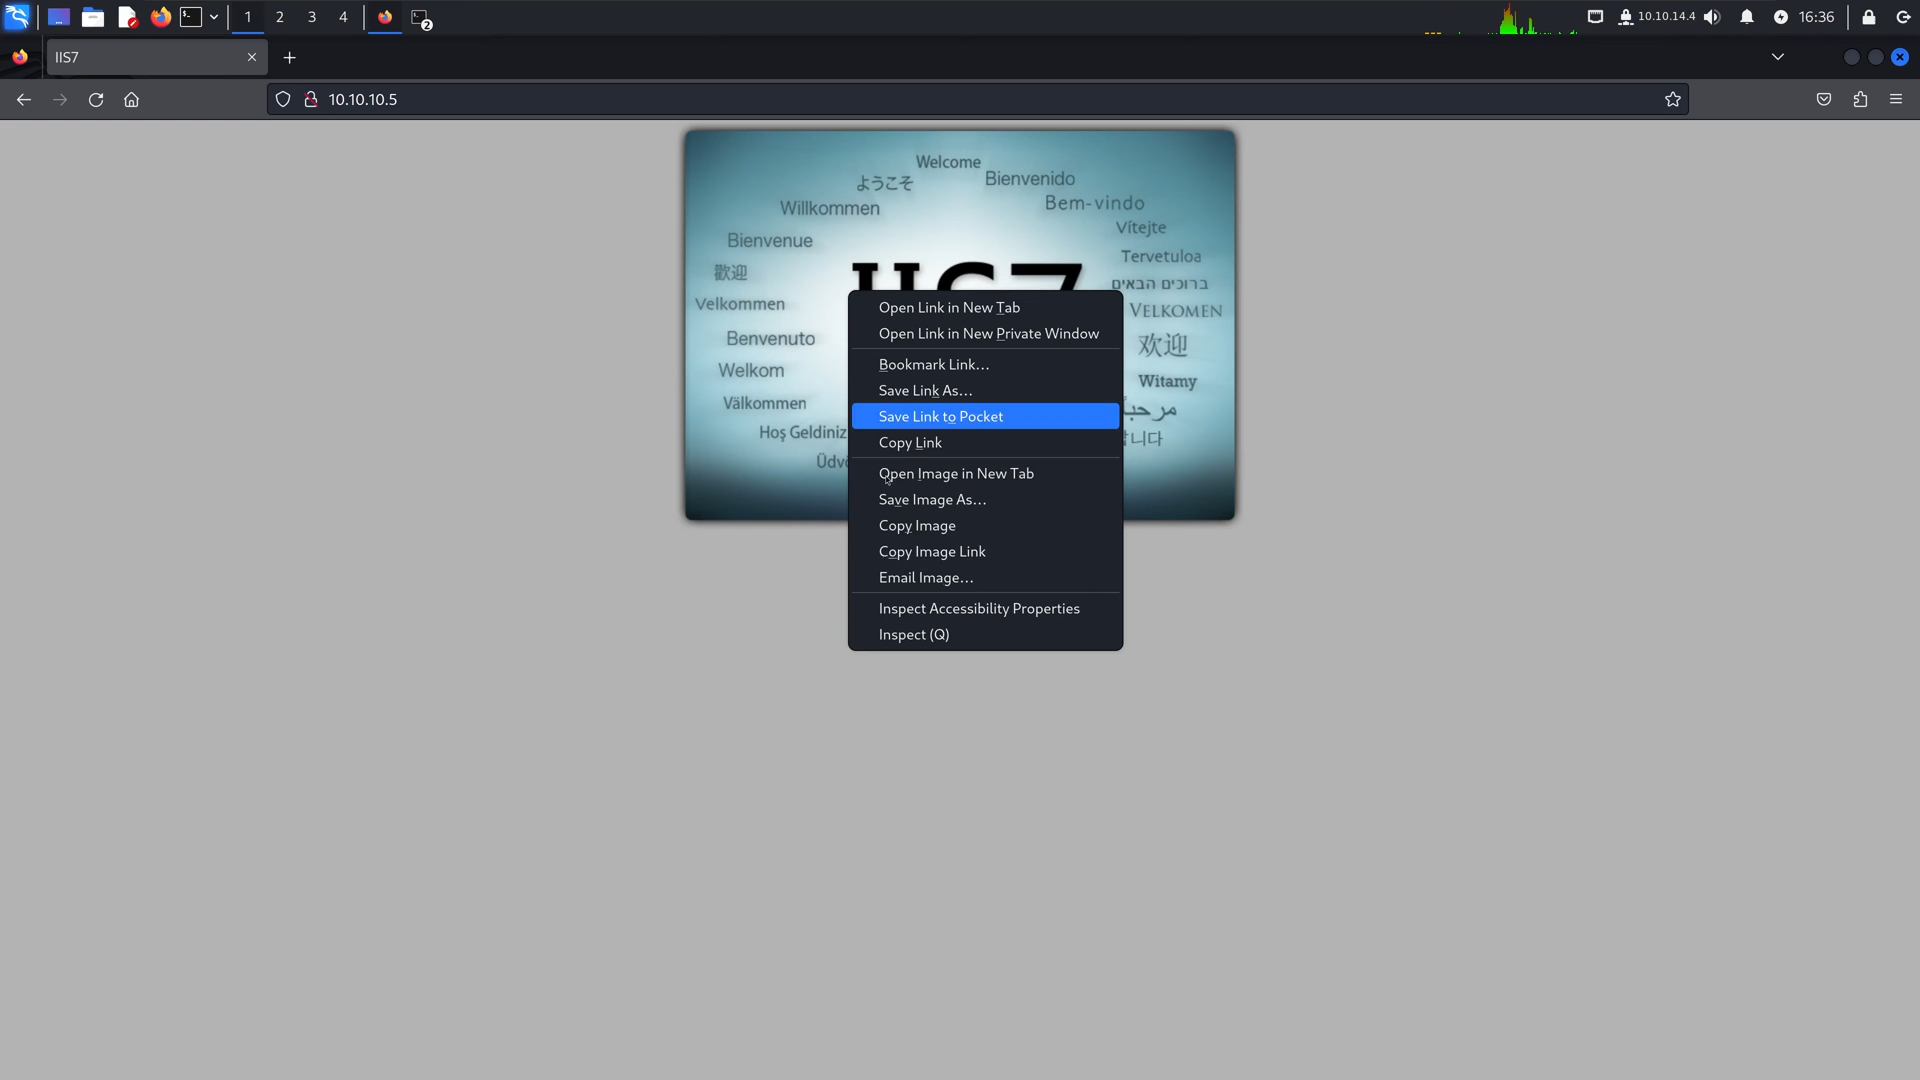 1 2 3 4 2 10.10.14.4 16:36
IIS7
10.10.10.5
Welcome
ようこそ Bienvenido
Willkommen Bem-vindo
Vítejte
Bienvenue Tervetuloa
歡迎 ברוכים הבאים
IIS7
Velkommen VELKOMEN
Benvenuto 欢迎
Welkom Witamy
Välkommen
Hoş Geldiniz
Open Link in New Tab
Open Link in New Private Window
Bookmark Link…
Save Link As…
Save Link to Pocket
Copy Link
Open Image in New Tab
Save Image As…
Copy Image
Copy Image Link
Email Image…
Inspect Accessibility Properties
Inspect (Q)